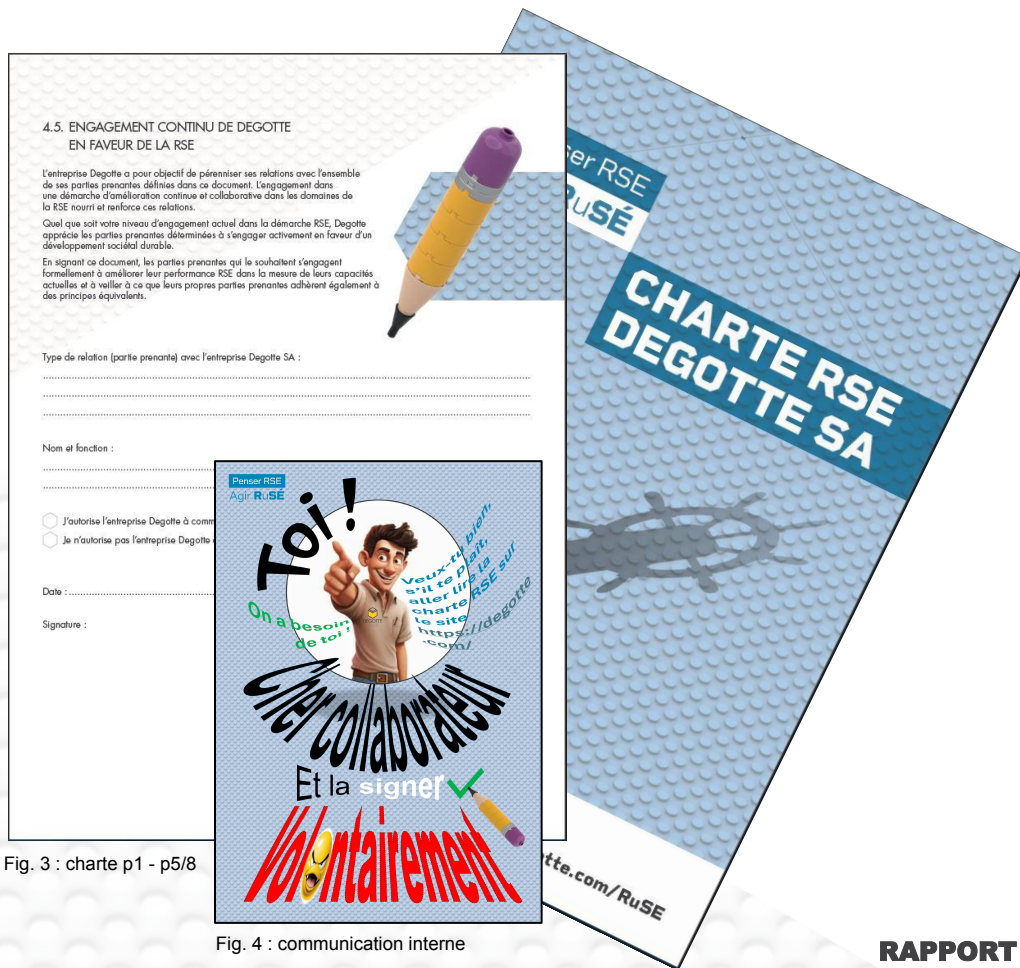 4.5. ENGAGEMENT CONTINU DE DEGOTTE
EN FAVEUR DE LA RSE
L'entreprise Degotte a pour objectif de pérenniser ses relations avec l'ensemble
de ses parties prenantes définies dans ce document. L'engagement dans
une démarche d'amélioration continue et collaborative dans les domaines de
la RSE nourri et renforce ces relations.
Quel que soit votre niveau d'engagement actuel dans la démarche RSE, Degotte
apprécie les parties prenantes déterminées à s'engager activement en faveur d'un
développement sociétal durable.
En signant ce document, les parties prenantes qui le souhaitent s'engagent
formellement à améliorer leur performance RSE dans la mesure de leurs capacités
actuelles et à veiller à ce que leurs propres parties prenantes adhèrent également à
des principes équivalents.
Type de relation (partie prenante) avec l'entreprise Degotte SA :
Nom et fonction :
J'autorise l'entreprise Degotte à comm
Je n'autorise pas l'entreprise Degotte
Date :
Signature :
Penser RSE
Agir RuSÉ
Toi !
On a besoin
de toi !
Veux-tu bien,
s'il te plaît,
aller lire la
charte RSE sur
le site
https://degotte
.com/
Cher collaborateur
Et la signer
Volontairement
ser RSE
RuSÉ
CHARTE RSE
DEGOTTE SA
tte.com/RuSE
Fig. 3 : charte p1 - p5/8
Fig. 4 : communication interne
RAPPORT